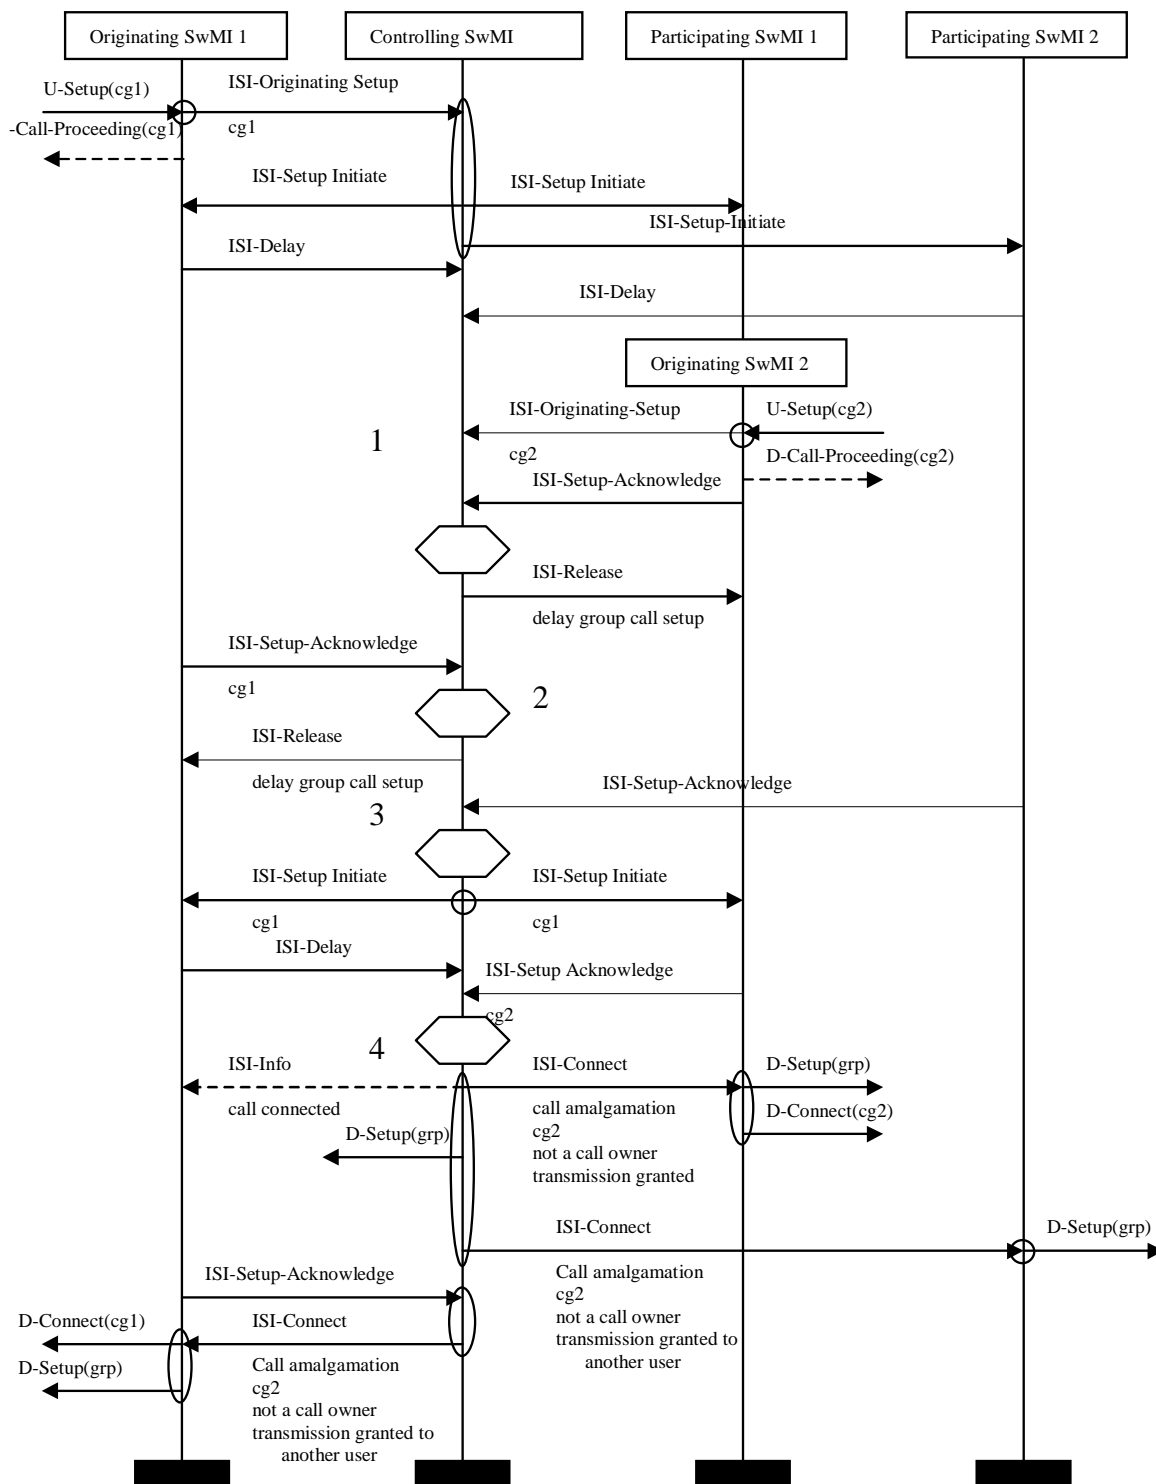 Originating SwMI 1
Controlling SwMI
Participating SwMI 1
Participating SwMI 2
U-Setup(cg1)
ISI-Originating Setup
-Call-Proceeding(cg1)
cg1
ISI-Setup Initiate
ISI-Setup Initiate
ISI-Setup-Initiate
ISI-Delay
ISI-Delay
Originating SwMI 2
ISI-Originating-Setup
U-Setup(cg2)
1
cg2
D-Call-Proceeding(cg2)
ISI-Setup-Acknowledge
ISI-Release
delay group call setup
ISI-Setup-Acknowledge
cg1
2
ISI-Release
delay group call setup
ISI-Setup-Acknowledge
3
ISI-Setup Initiate
ISI-Setup Initiate
cg1
cg1
ISI-Delay
ISI-Setup Acknowledge
cg2
4
ISI-Info
ISI-Connect
D-Setup(grp)
call connected
call amalgamation
cg2
not a call owner
transmission granted
D-Connect(cg2)
D-Setup(grp)
ISI-Connect
D-Setup(grp)
Call amalgamation
cg2
not a call owner
transmission granted to
another user
ISI-Setup-Acknowledge
D-Connect(cg1)
ISI-Connect
D-Setup(grp)
Call amalgamation
cg2
not a call owner
transmission granted to
another user